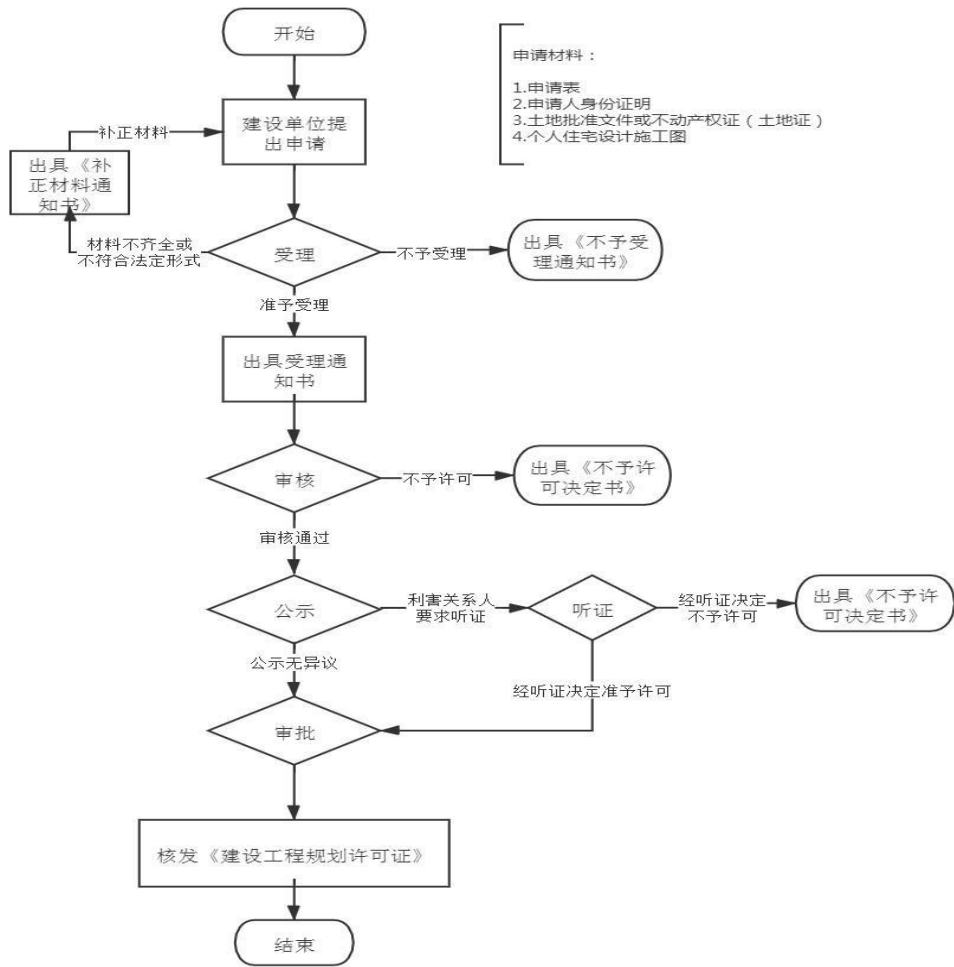 开始
申请材料：
1.申请表
2.申请人身份证明
3.土地批准文件或不动产权证（土地证）
4.个人住宅设计施工图
补正材料
建设单位提
出申请
出具《补
正材料通
知书》
材料不齐全或
不符合法定形式
受理
不予受理
出具《不予受
理通知书》
准予受理
出具受理通
知书
审核
不予许可
出具《不予许
可决定书》
审核通过
公示
利害关系人
要求听证
听证
经听证决定
不予许可
出具《不予许
可决定书》
公示无异议
经听证决定准予许可
审批
核发《建设工程规划许可证》
结束